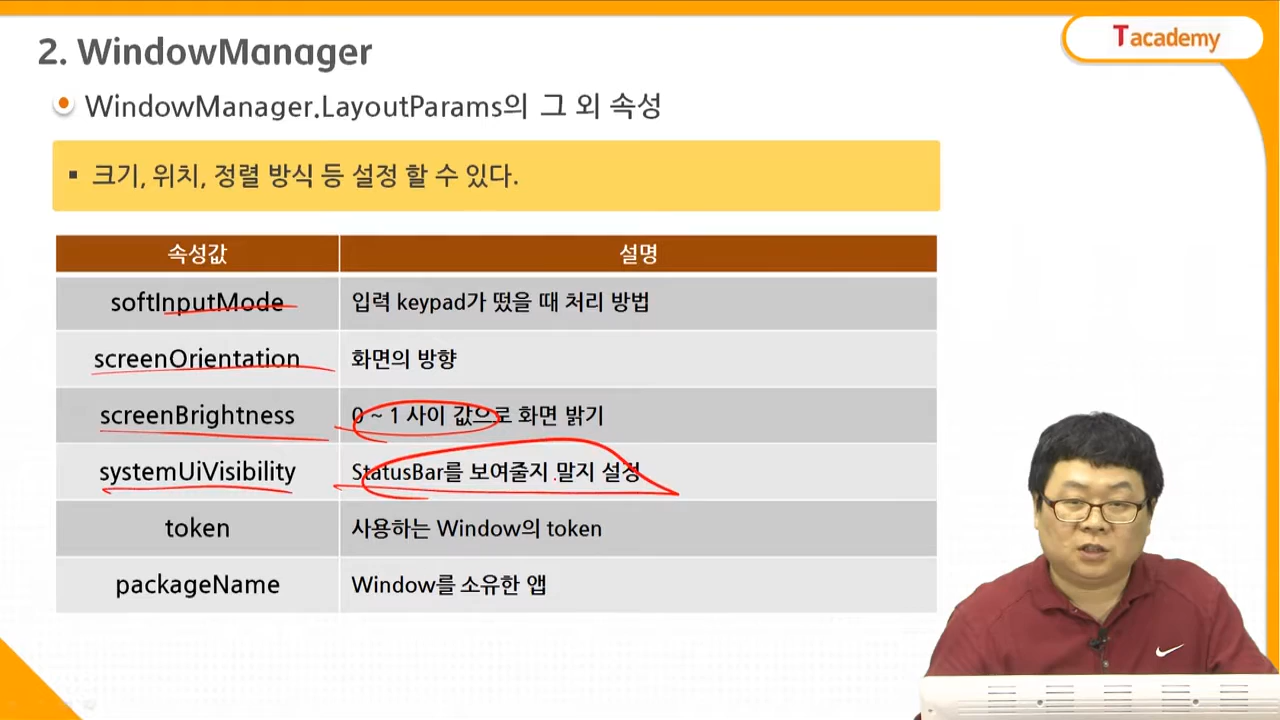 2. WindowManager
Tacademy
WindowManager.LayoutParams의 그 외 속성
▪ 크기, 위치, 정렬 방식 등 설정 할 수 있다.
속성값 설명
softInputMode 입력 keypad가 떴을 때 처리 방법
screenOrientation 화면의 방향
screenBrightness 0 ~ 1 사이 값으로 화면 밝기
systemUiVisibility StatusBar를 보여줄지 말지 설정
token 사용하는 Window의 token
packageName Window를 소유한 앱